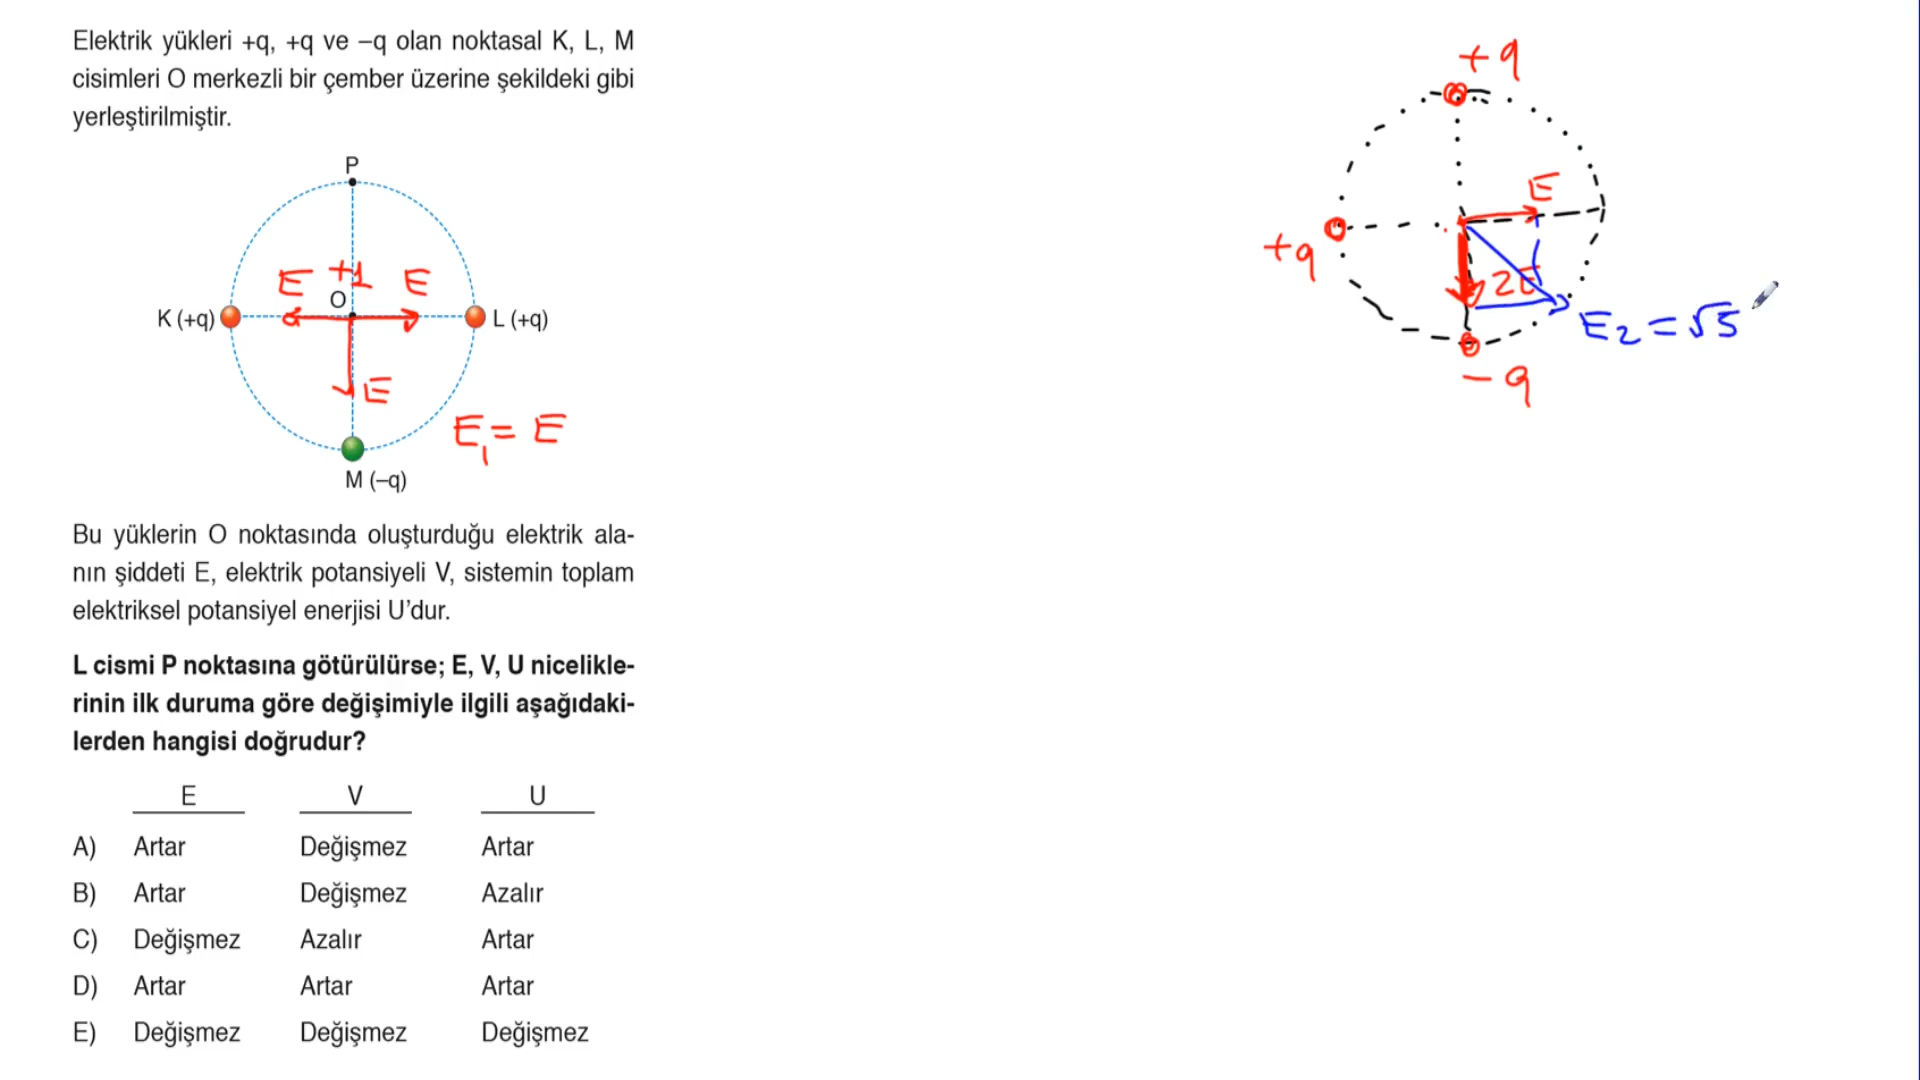 Elektrik yükleri +q, +q ve –q olan noktasal K, L, M
cisimleri O merkezli bir çember üzerine şekildeki gibi
yerleştirilmiştir.
P
E +1 E
O
K (+q)
L (+q)
E
E₁ = E
M (–q)
Bu yüklerin O noktasında oluşturduğu elektrik ala-
nın şiddeti E, elektrik potansiyeli V, sistemin toplam
elektriksel potansiyel enerjisi U’dur.
L cismi P noktasına götürülürse; E, V, U nicelikle-
rinin ilk duruma göre değişimiyle ilgili aşağıdaki-
lerden hangisi doğrudur?
E V U
A) Artar Değişmez Artar
B) Artar Değişmez Azalır
C) Değişmez Azalır Artar
D) Artar Artar Artar
E) Değişmez Değişmez Değişmez
+q
E
+q
2E
E₂ = √5
–q